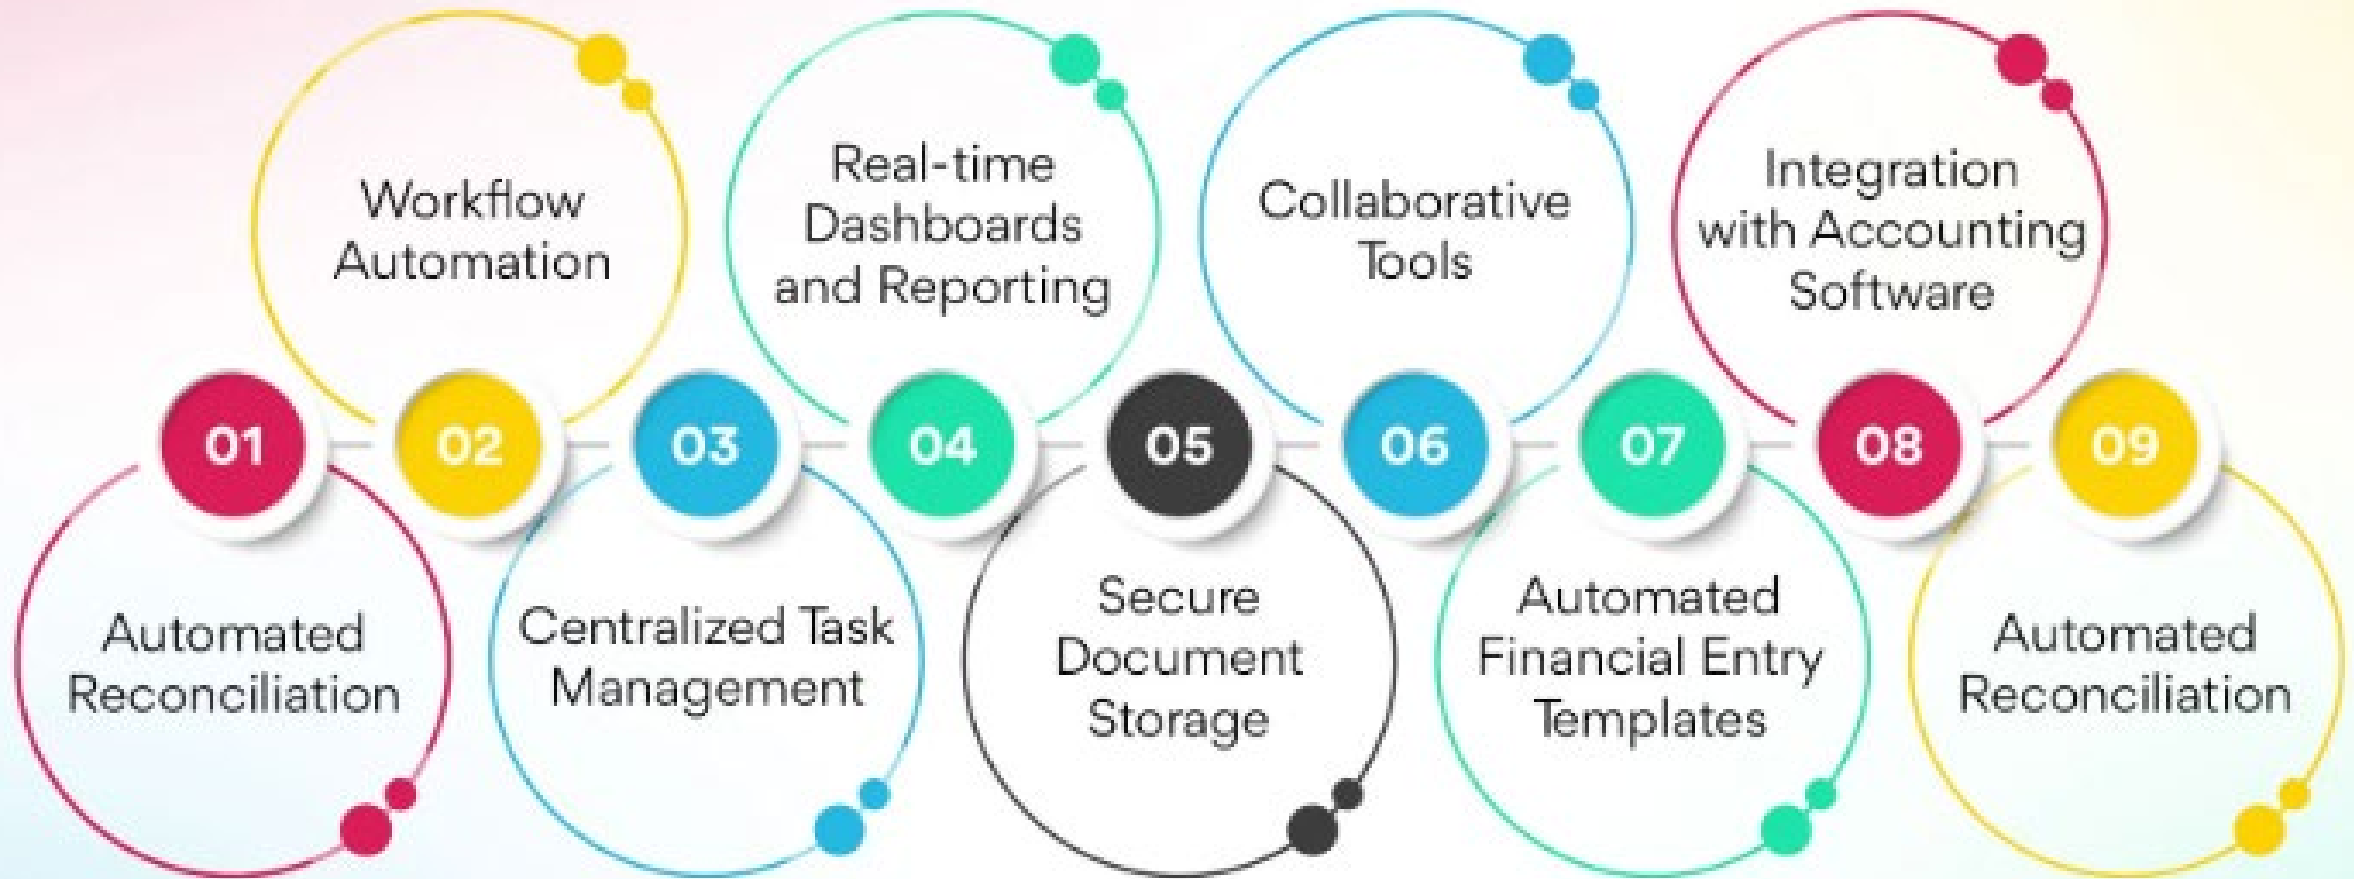 01
Automated
Reconciliation
02
Workflow
Automation
03
Centralized Task
Management
04
Real-time
Dashboards
and Reporting
05
Secure
Document
Storage
06
Collaborative
Tools
07
Automated
Financial Entry
Templates
08
Integration
with Accounting
Software
09
Automated
Reconciliation